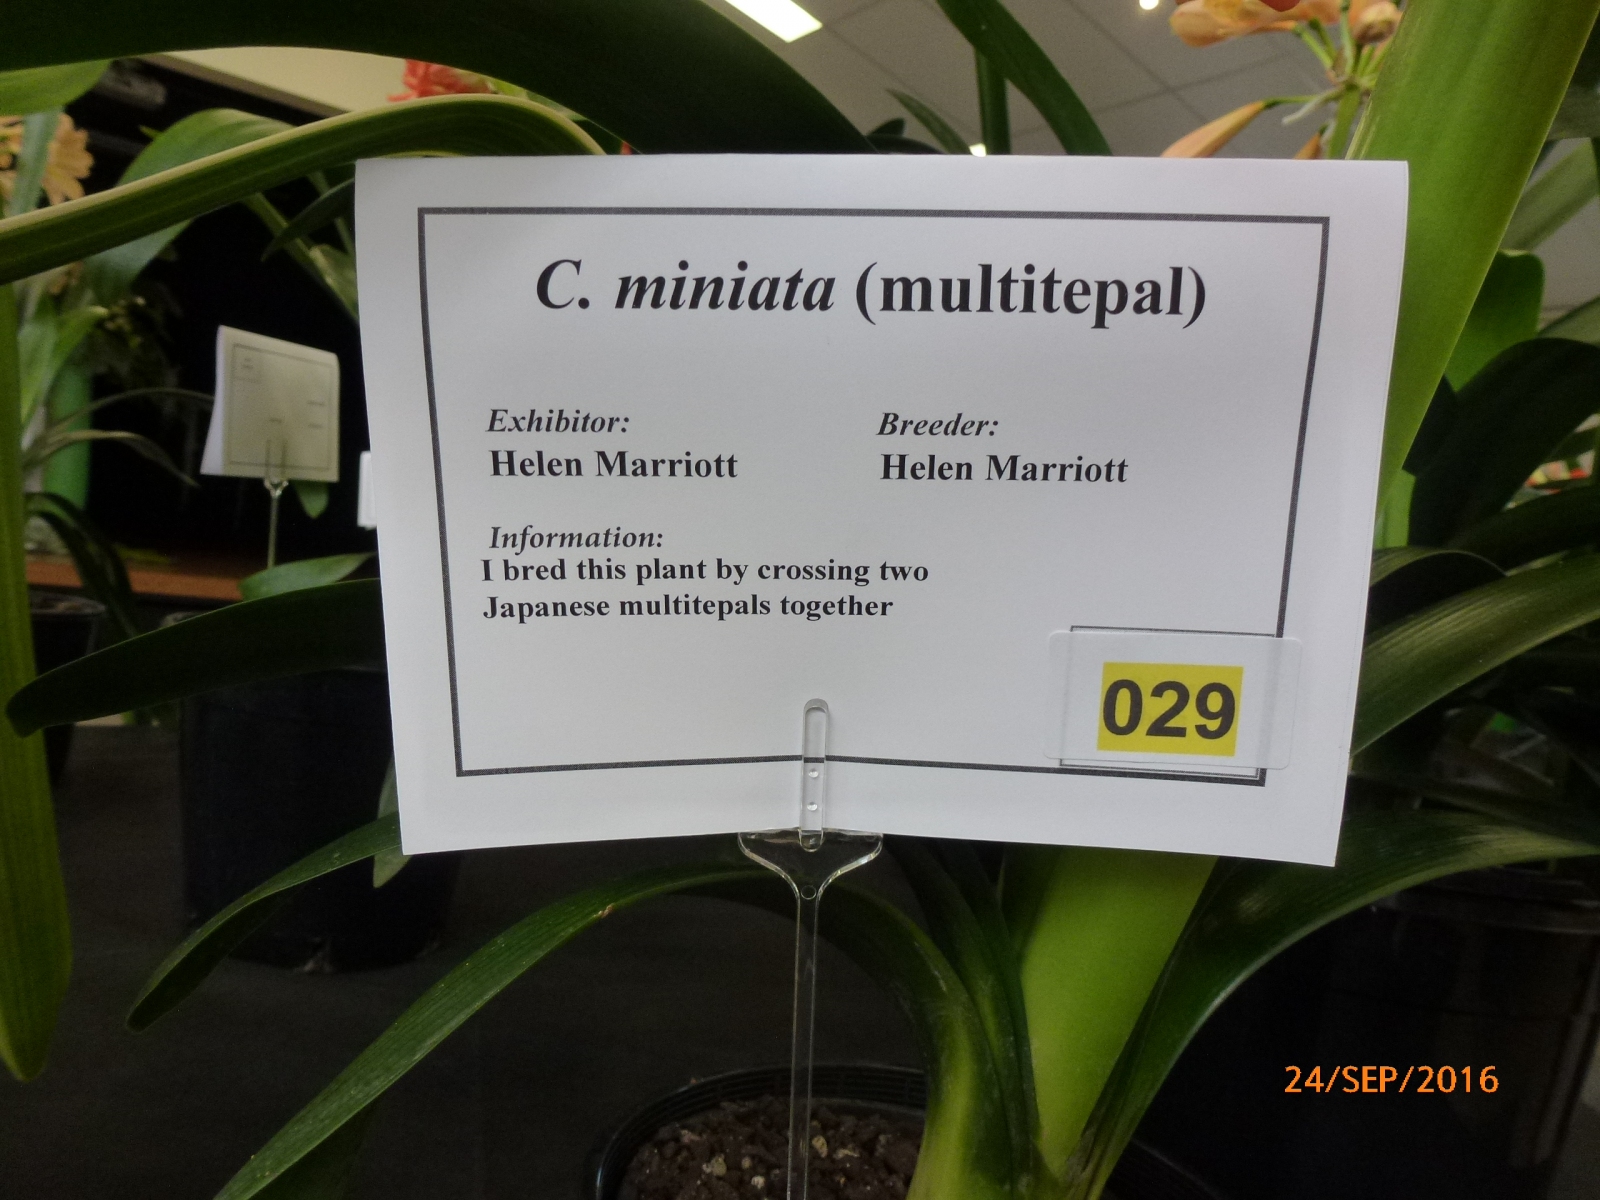 C. miniata (multitepal)
Exhibitor:
Helen Marriott
Breeder:
Helen Marriott
Information:
I bred this plant by crossing two
Japanese multitepals together
029
24/SEP/2016